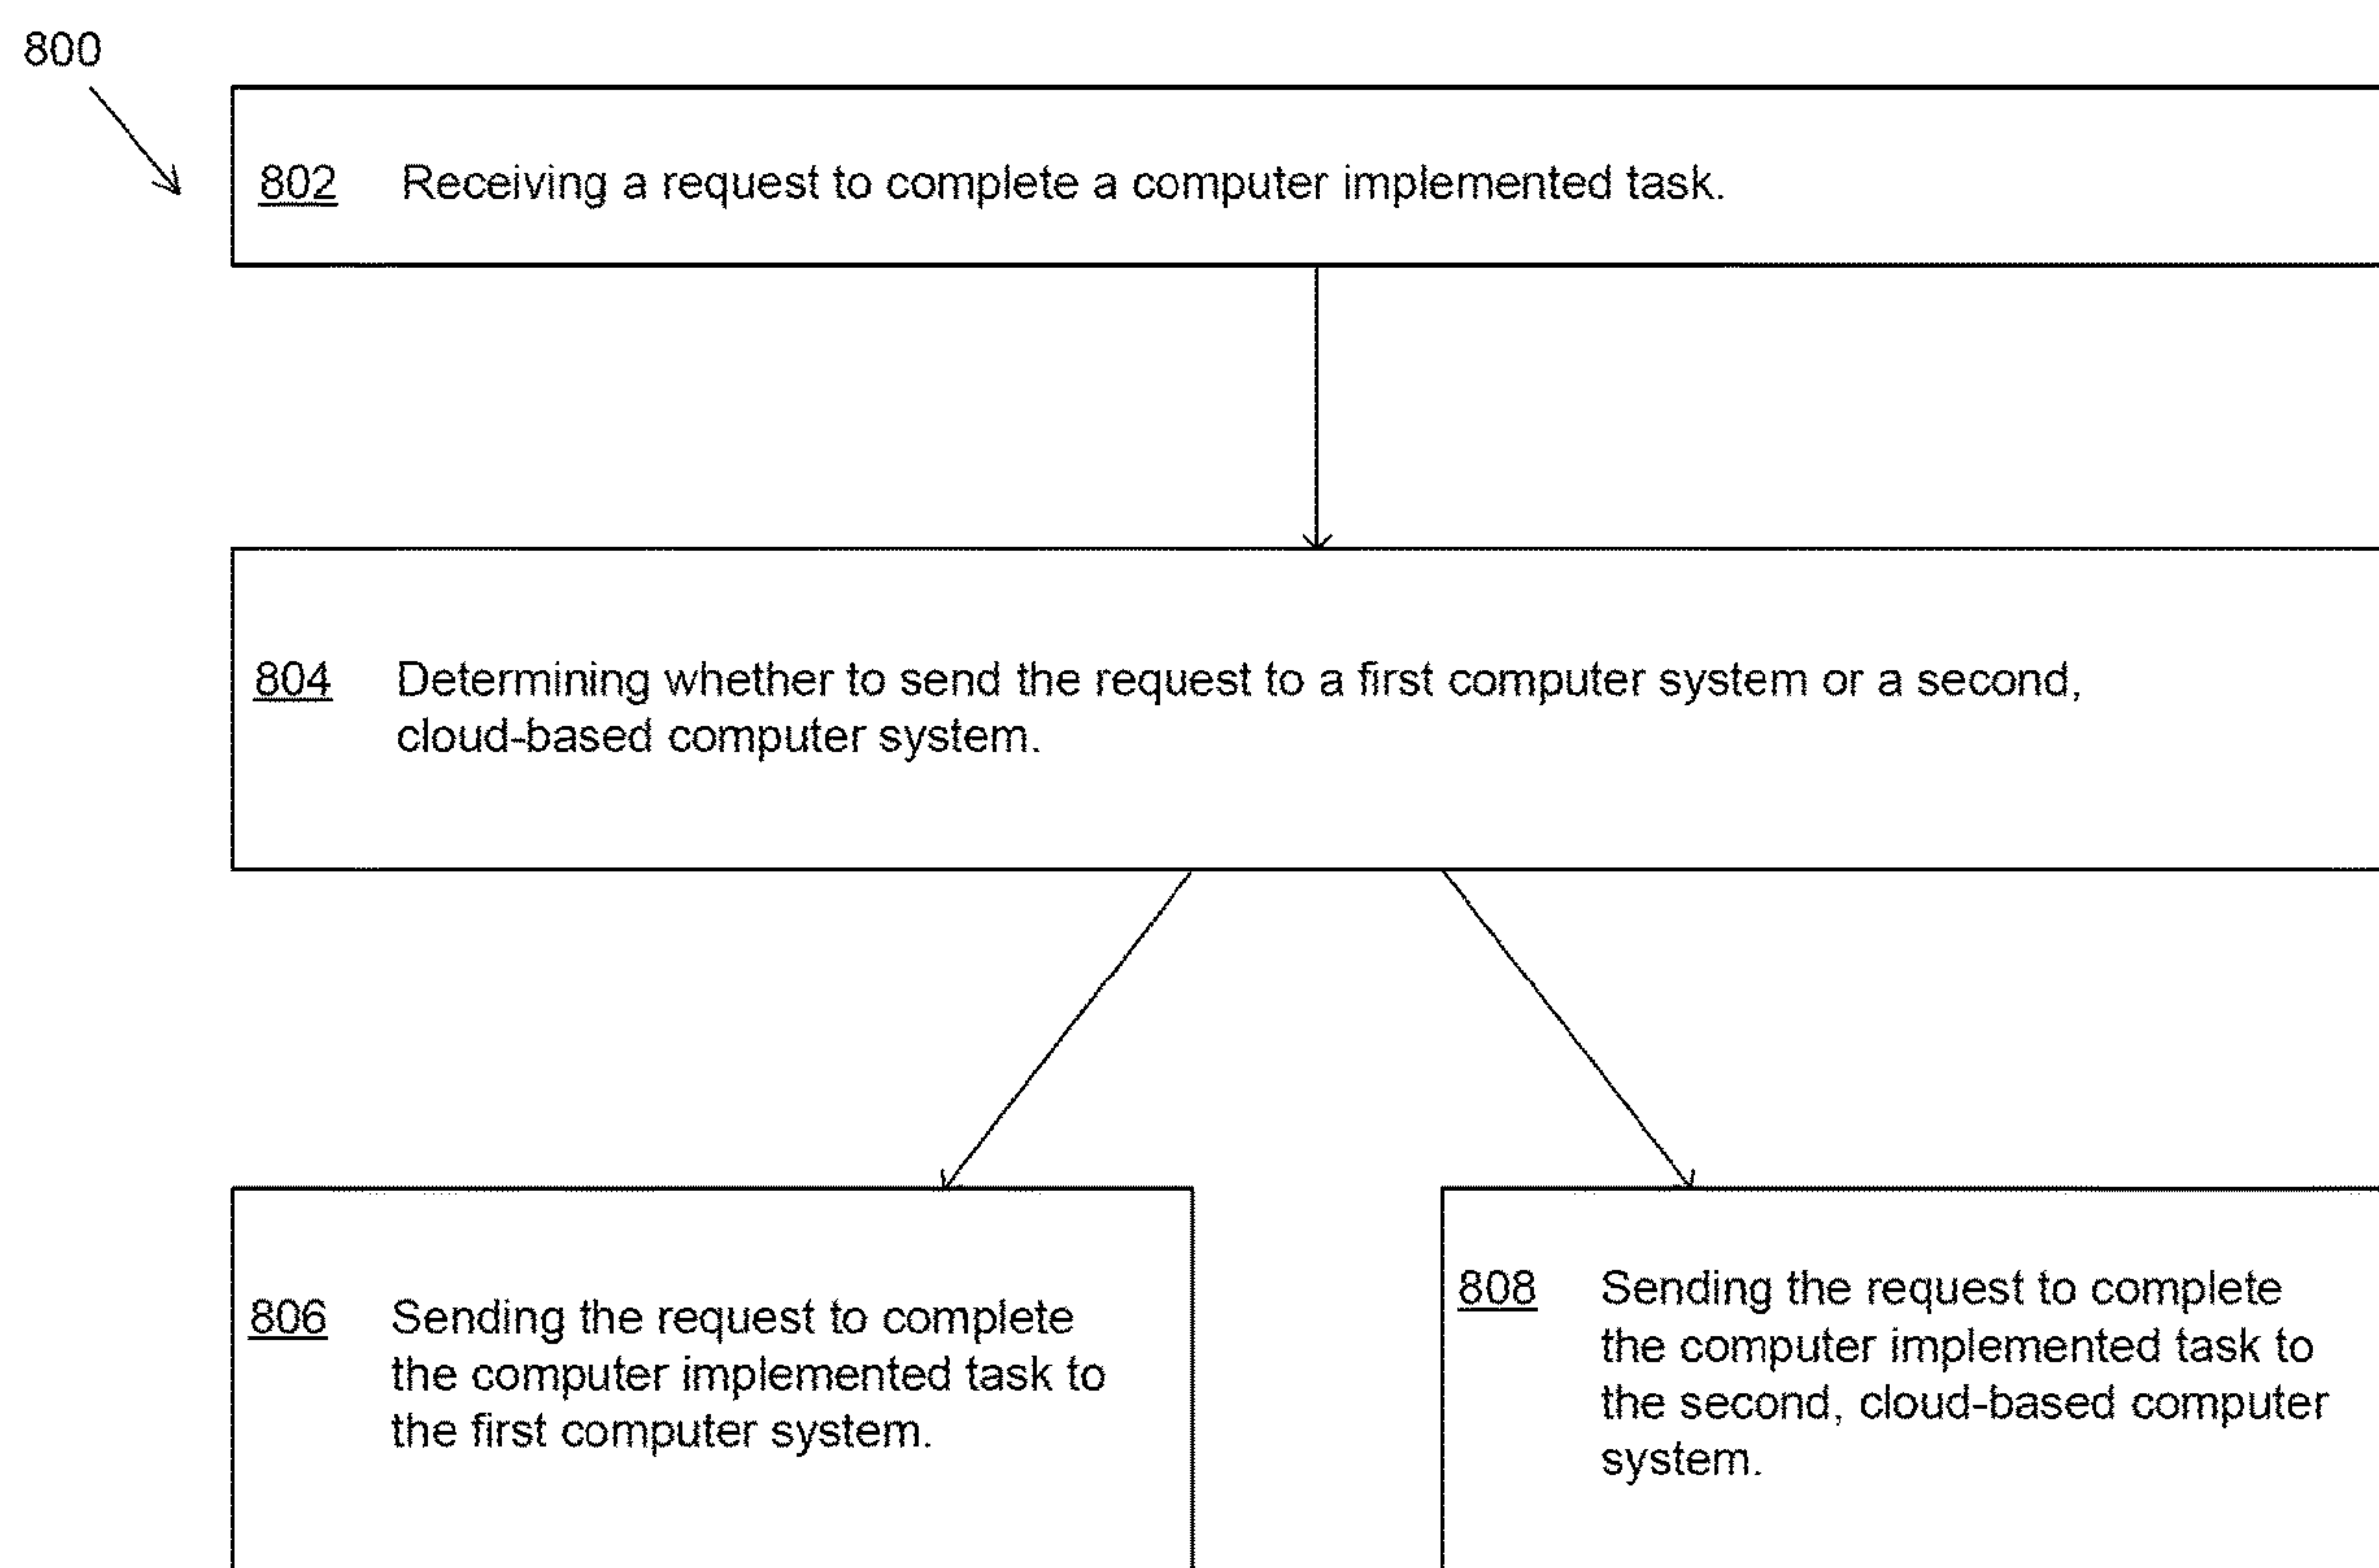 800
802 Receiving a request to complete a computer implemented task.
804 Determining whether to send the request to a first computer system or a second,
cloud-based computer system.
806 Sending the request to complete
the computer implemented task to
the first computer system.
808 Sending the request to complete
the computer implemented task to
the second, cloud-based computer
system.